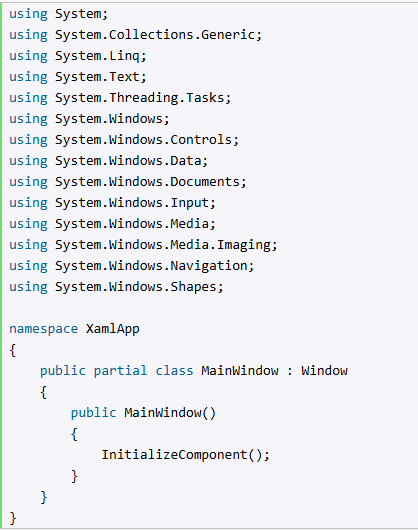 using System;
using System.Collections.Generic;
using System.Linq;
using System.Text;
using System.Threading.Tasks;
using System.Windows;
using System.Windows.Controls;
using System.Windows.Data;
using System.Windows.Documents;
using System.Windows.Input;
using System.Windows.Media;
using System.Windows.Media.Imaging;
using System.Windows.Navigation;
using System.Windows.Shapes;

namespace XamlApp
{
    public partial class MainWindow : Window
    {
        public MainWindow()
        {
            InitializeComponent();
        }
    }
}